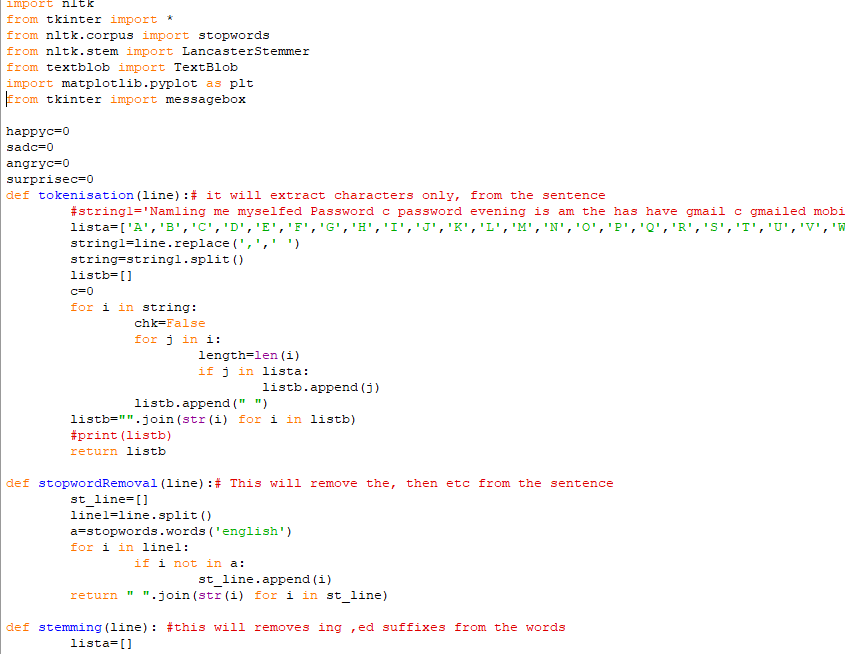 import nltk
from tkinter import *
from nltk.corpus import stopwords
from nltk.stem import LancasterStemmer
from textblob import TextBlob
import matplotlib.pyplot as plt
from tkinter import messagebox

happyc=0
sadc=0
angryc=0
surprisec=0
def tokenisation(line):# it will extract characters only, from the sentence
        #string1='Namling me myselfed Password c password evening is am the has have gmail c gmailed mobi
        lista=['A','B','C','D','E','F','G','H','I','J','K','L','M','N','O','P','Q','R','S','T','U','V','W
        string1=line.replace(',',' ')
        string=string1.split()
        listb=[]
        c=0
        for i in string:
                chk=False
                for j in i:
                        length=len(i)
                        if j in lista:
                                listb.append(j)
                listb.append(" ")
        listb="".join(str(i) for i in listb)
        #print(listb)
        return listb

def stopwordRemoval(line):# This will remove the, then etc from the sentence
        st_line=[]
        line1=line.split()
        a=stopwords.words('english')
        for i in line1:
                if i not in a:
                        st_line.append(i)
        return " ".join(str(i) for i in st_line)

def stemming(line): #this will removes ing ,ed suffixes from the words
        lista=[]